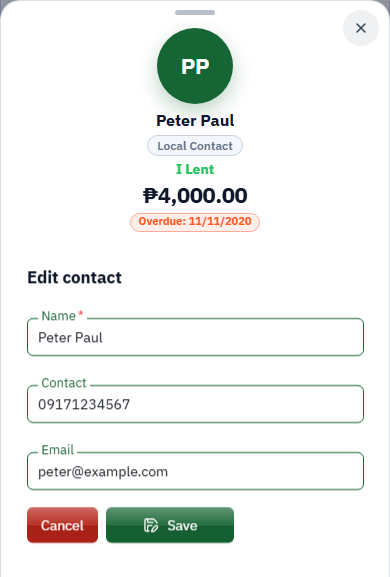 PP
Peter Paul
Local Contact
I Lent
₱4,000.00
Overdue: 11/11/2020
Edit contact
Name *
Peter Paul
Contact
09171234567
Email
peter@example.com
Cancel Save